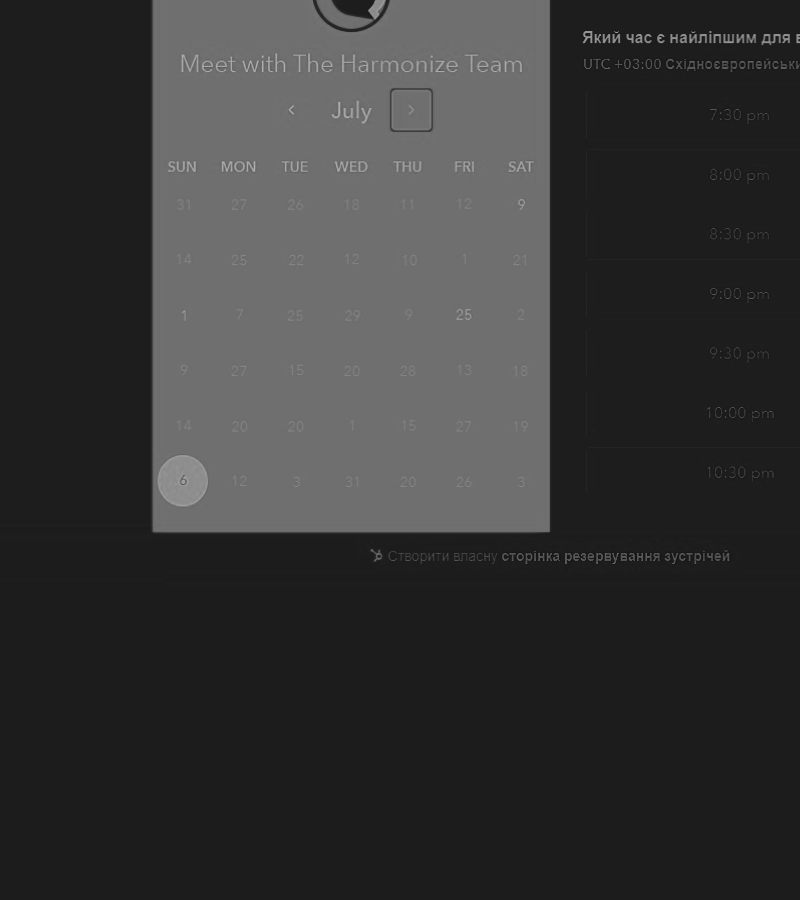 Meet with The Harmonize Team
July
SUN MON TUE WED THU FRI SAT
31 27 26 18 11 12 9
14 25 22 12 10 1 21
1 7 25 29 9 25 2
9 27 15 20 28 13 18
14 20 20 1 15 27 19
6 12 3 31 20 26 3
Який час є найліпшим для
UTC +03:00
7:30 pm
8:00 pm
8:30 pm
9:00 pm
9:30 pm
10:00 pm
10:30 pm
Створити власну сторінка резервування зустрічей